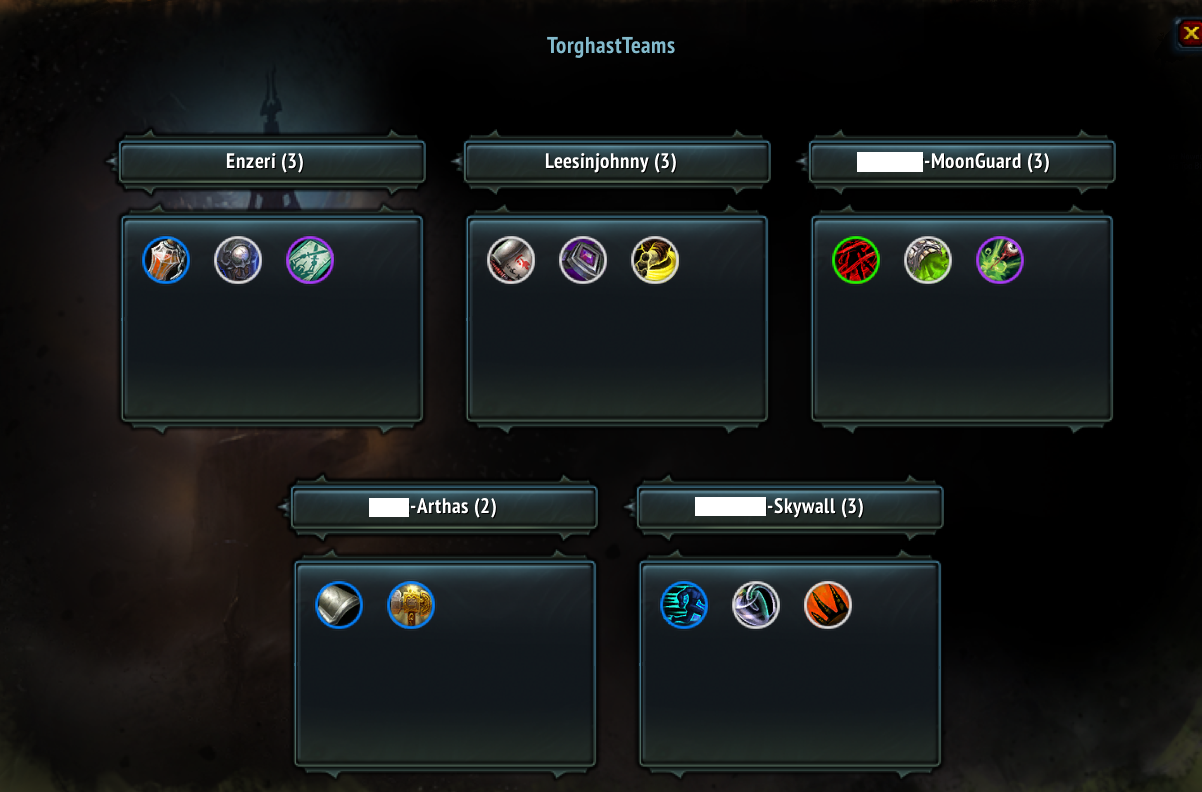 TorghastTeams
Enzeri (3)
Leesinjohnny (3)
-MoonGuard (3)
-Arthas (2)
-Skywall (3)